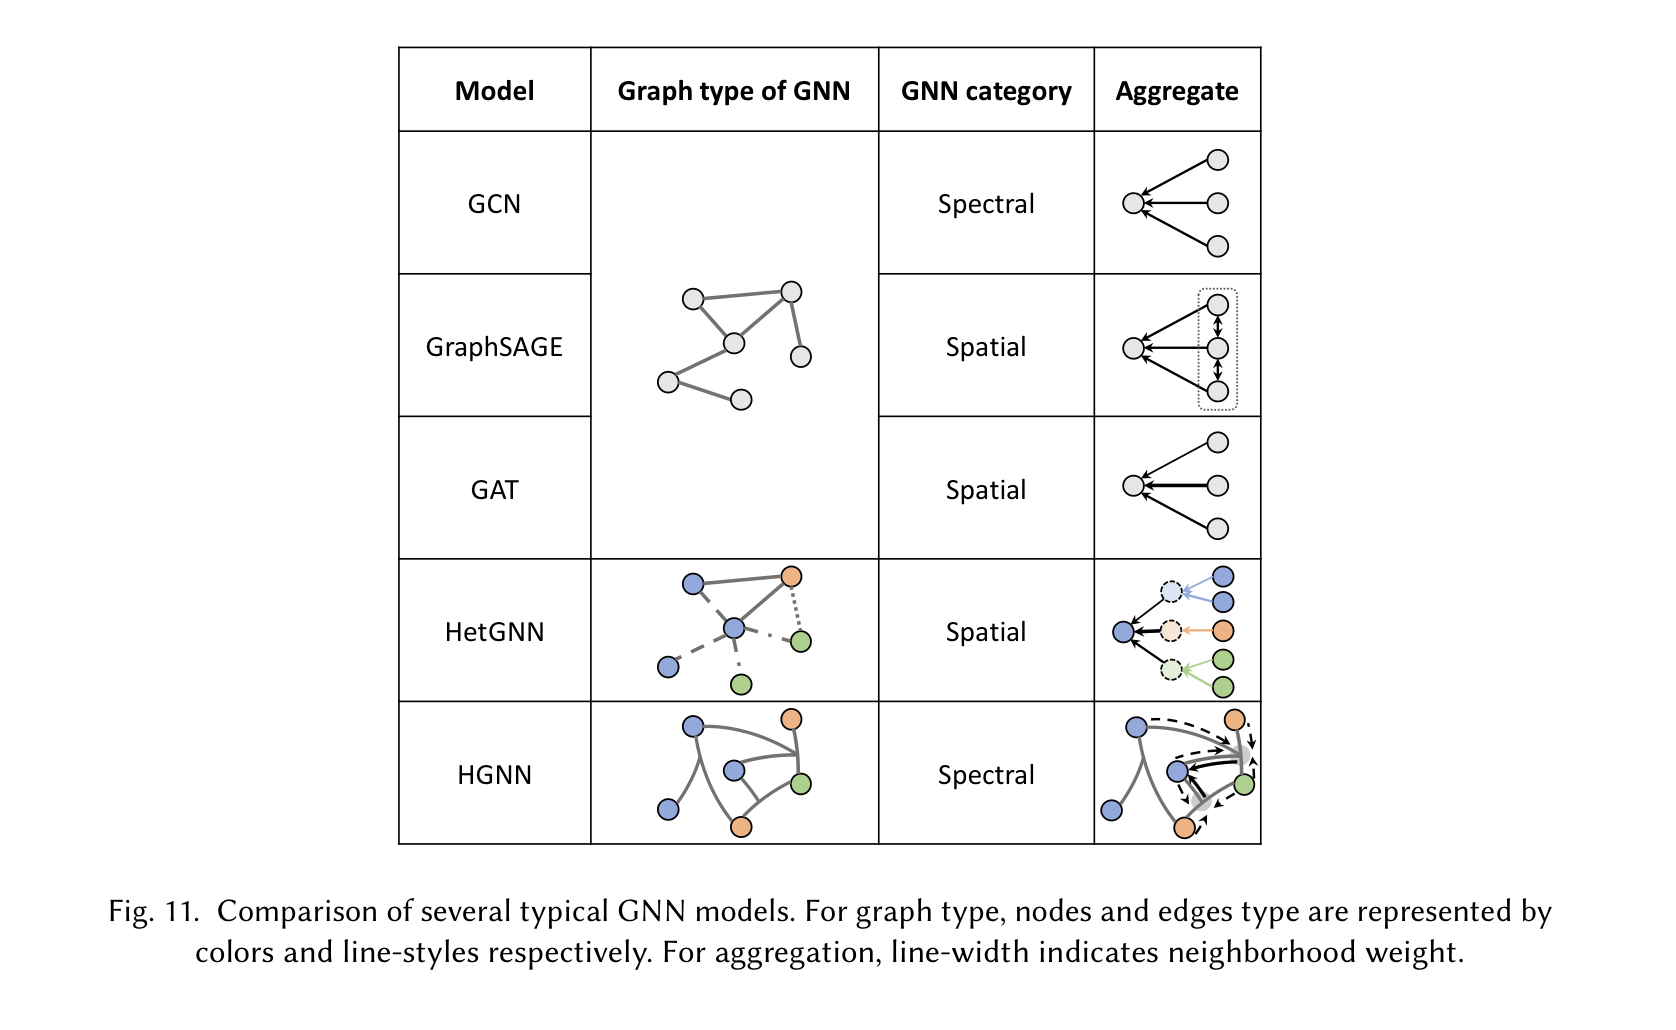 Model Graph type of GNN GNN category Aggregate
GCN Spectral
GraphSAGE Spatial
GAT Spatial
HetGNN Spatial
HGNN Spectral
Fig. 11. Comparison of several typical GNN models. For graph type, nodes and edges type are represented by
colors and line-styles respectively. For aggregation, line-width indicates neighborhood weight.